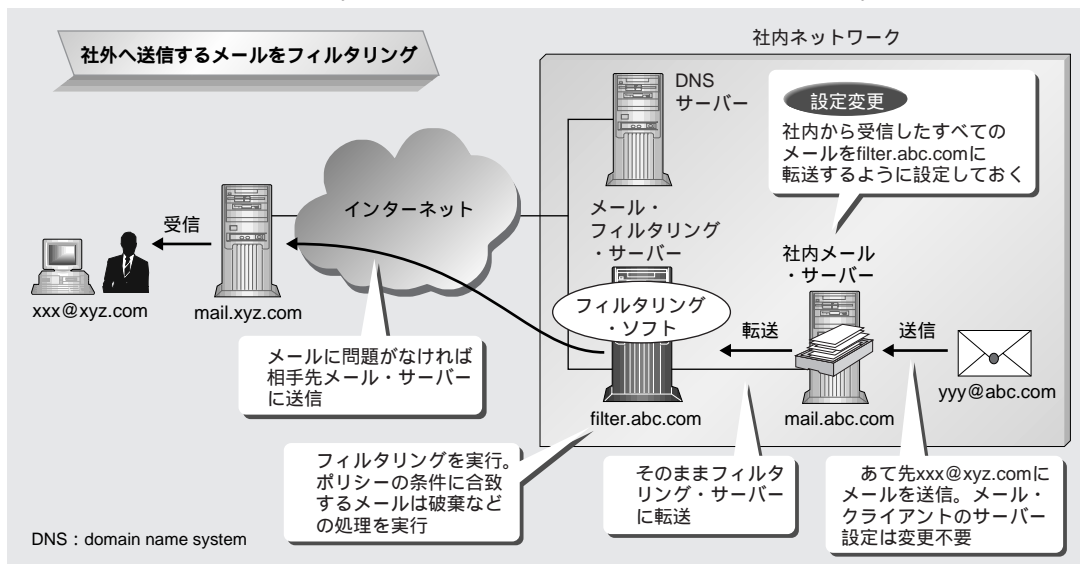 社外へ送信するメールをフィルタリング
社内ネットワーク
DNS
サーバー
設定変更
社内から受信したすべての
メールをfilter.abc.comに
転送するように設定しておく
インターネット
メール・
フィルタリング
・サーバー
社内メール
・サーバー
受信
フィルタリング
・ソフト
転送
送信
xxx@xyz.com
mail.xyz.com
メールに問題がなければ
相手先メール・サーバー
に送信
filter.abc.com
mail.abc.com
yyy@abc.com
フィルタリングを実行。
ポリシーの条件に合致
するメールは破棄など
の処理を実行
そのままフィルタ
リング・サーバー
に転送
あて先xxx@xyz.comに
メールを送信。メール・
クライアントのサーバー
設定は変更不要
DNS：domain name system